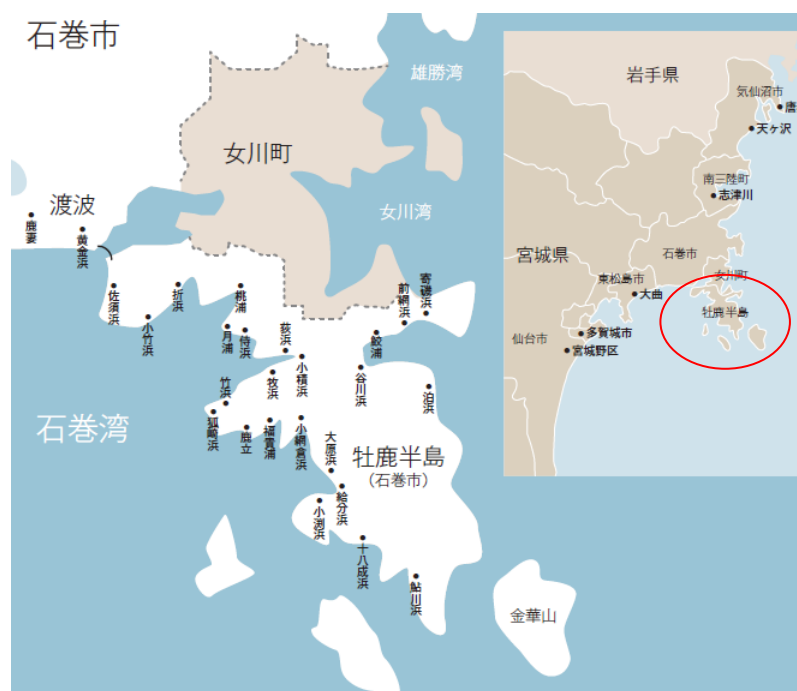 石巻市
雄勝湾
女川町
女川湾
渡波
鹿妻
黄金浜
佐須浜
小竹浜
折浜
桃浦
月浦
侍浜
荻浜
小積浜
牧浜
竹浜
狐崎浜
鹿立
福貴浦
小網倉浜
大原浜
給分浜
小渕浜
十八成浜
鮎川浜
前網浜
寄磯浜
鮫浦
谷川浜
泊浜
石巻湾
牡鹿半島
(石巻市)
金華山
岩手県
気仙沼市
唐
天ヶ沢
南三陸町
志津川
石巻市
宮城県
女川町
東松島市
大曲
牡鹿半島
多賀城市
仙台市
宮城野区